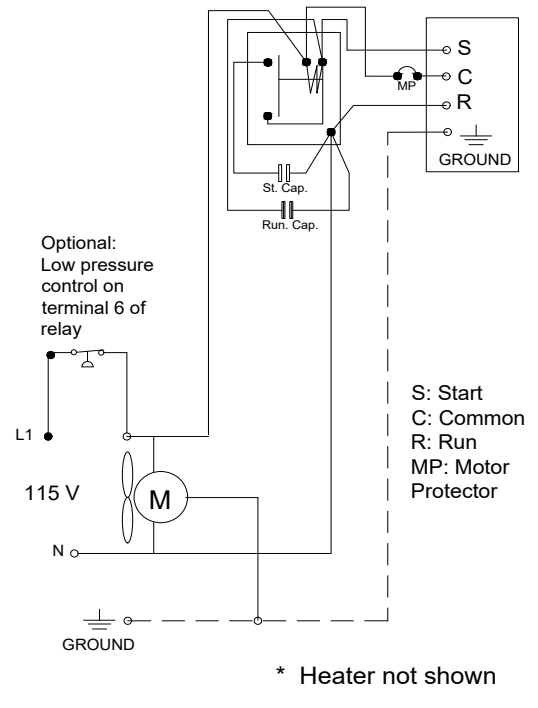 S
C
MP
R
GROUND
St. Cap.
Run. Cap.
Optional:
Low pressure
control on
terminal 6 of
relay
S: Start
C: Common
R: Run
MP: Motor
Protector
L1
115 V
M
N
GROUND
* Heater not shown